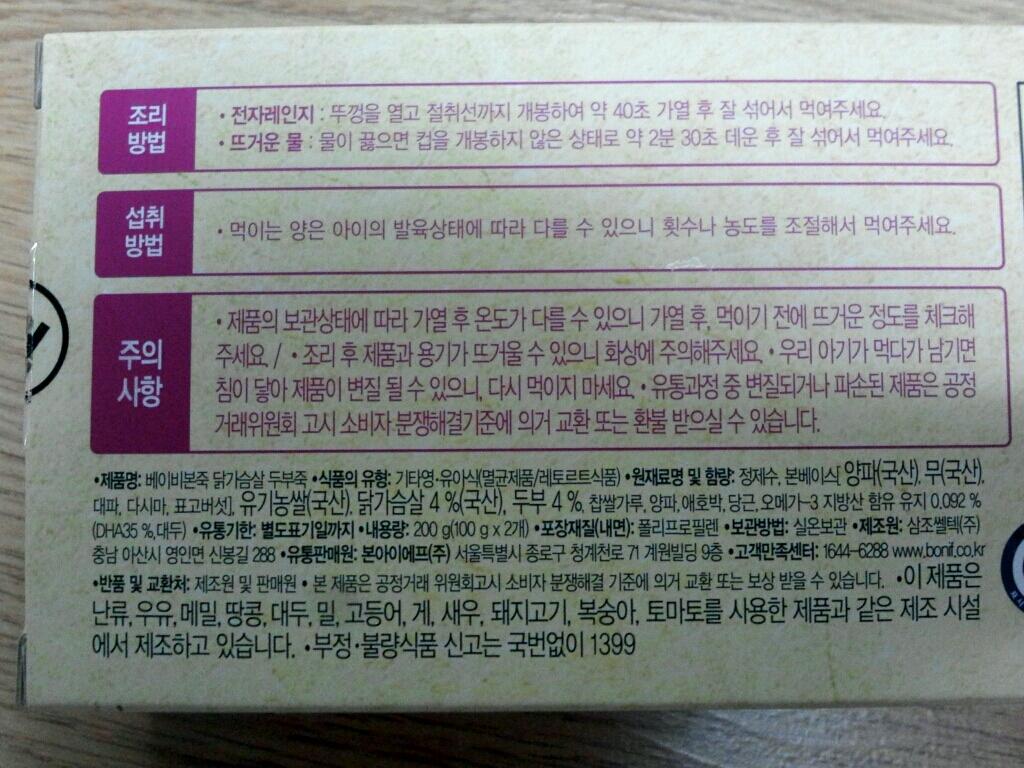 조리
방법
• 전자레인지 : 뚜껑을 열고 절취선까지 개봉하여 약 40초 가열 후 잘 섞어서 먹여주세요.
• 뜨거운 물 : 물이 끓으면 컵을 개봉하지 않은 상태로 약 2분 30초 데운 후 잘 섞어서 먹여주세요.
섭취
방법
• 먹이는 양은 아이의 발육상태에 따라 다를 수 있으니 횟수나 농도를 조절해서 먹여주세요.
주의
사항
• 제품의 보관상태에 따라 가열 후 온도가 다를 수 있으니 가열 후, 먹이기 전에 뜨거운 정도를 체크해
주세요. / • 조리 후 제품과 용기가 뜨거울 수 있으니 화상에 주의해주세요. • 우리 아기가 먹다가 남기면
침이 닿아 제품이 변질 될 수 있으니, 다시 먹이지 마세요. • 유통과정 중 변질되거나 파손된 제품은 공정
거래위원회 고시 소비자 분쟁해결기준에 의거 교환 또는 환불 받으실 수 있습니다.
•제품명: 베이비본죽 닭가슴살 두부죽 •식품의 유형: 기타영·유아식(멸균제품/레토르트식품) •원재료명 및 함량: 정제수, 본베이스[양파(국산), 무(국산),
대파, 다시마, 표고버섯], 유기농쌀(국산), 닭가슴살 4 %(국산), 두부 4 %, 찹쌀가루, 양파, 애호박, 당근, 오메가-3 지방산 함유 유지 0.092 %
(DHA35 %,대두) •유통기한: 별도표기일까지 •내용량: 200 g(100 g x 2개) •포장재질(내면): 폴리프로필렌 •보관방법: 실온보관 •제조원: 삼조쎌텍(주)
충남 아산시 영인면 신봉길 288 •유통판매원: 본아이에프(주) 서울특별시 종로구 청계천로 71 계원빌딩 9층 •고객만족센터: 1644-6288 www.bonif.co.kr
•반품 및 교환처: 제조원 및 판매원 • 본 제품은 공정거래 위원회고시 소비자 분쟁해결 기준에 의거 교환 또는 보상 받을 수 있습니다. •이 제품은
난류, 우유, 메밀, 땅콩, 대두, 밀, 고등어, 게, 새우, 돼지고기, 복숭아, 토마토를 사용한 제품과 같은 제조 시설
에서 제조하고 있습니다. •부정·불량식품 신고는 국번없이 1399